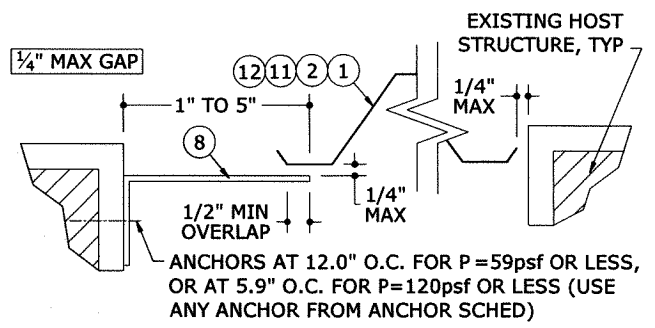 EXISTING HOST
STRUCTURE, TYP
1/4" MAX GAP
12 11 2 1
1/4"
MAX
1" TO 5"
8
1/2" MIN
OVERLAP
1/4"
MAX
ANCHORS AT 12.0" O.C. FOR P=59psf OR LESS,
OR AT 5.9" O.C. FOR P=120psf OR LESS (USE
ANY ANCHOR FROM ANCHOR SCHED)